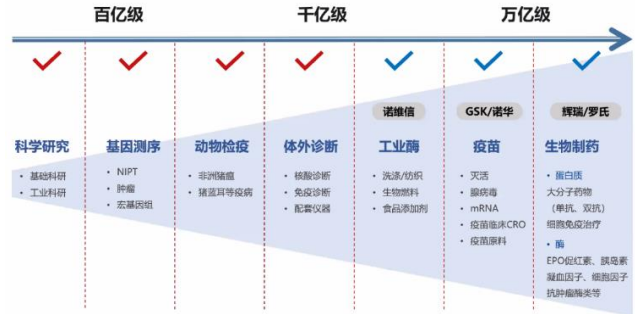 百亿级
千亿级
万亿级
诺维信
GSK/诺华
辉瑞/罗氏
科学研究
• 基础科研
• 工业科研
基因测序
• NIPT
• 肿瘤
• 宏基因组
动物检疫
• 非洲猪瘟
• 猪蓝耳等疫病
体外诊断
• 核酸诊断
• 免疫诊断
• 配套仪器
工业酶
• 洗涤/纺织
• 生物燃料
• 食品添加剂
疫苗
• 灭活
• 腺病毒
• mRNA
• 疫苗临床CRO
• 疫苗原料
生物制药
• 蛋白质
大分子药物
（单抗、双抗）
细胞免疫治疗
• 酶
EPO促红素、胰岛素
凝血因子、细胞因子
抗肿瘤酶类等